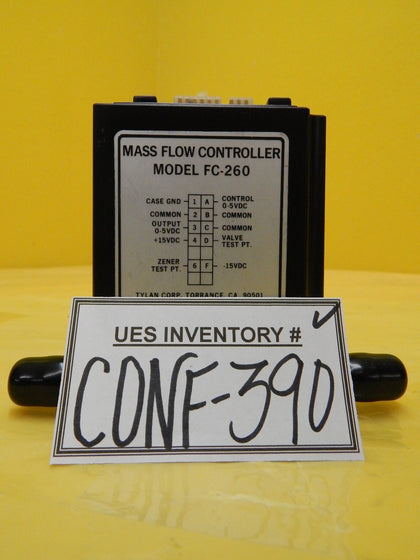 MASS FLOW CONTROLLER
MODEL FC-260
CASE GND 1 A CONTROL 0-5VDC
COMMON 2 B COMMON
OUTPUT 0-5VDC 3 C COMMON
+15VDC 4 D VALVE TEST PT.
ZENER TEST PT. 6 F -15VDC
TYLAN CORP. TORRANCE, CA. 90501
UES INVENTORY #
CONF-390